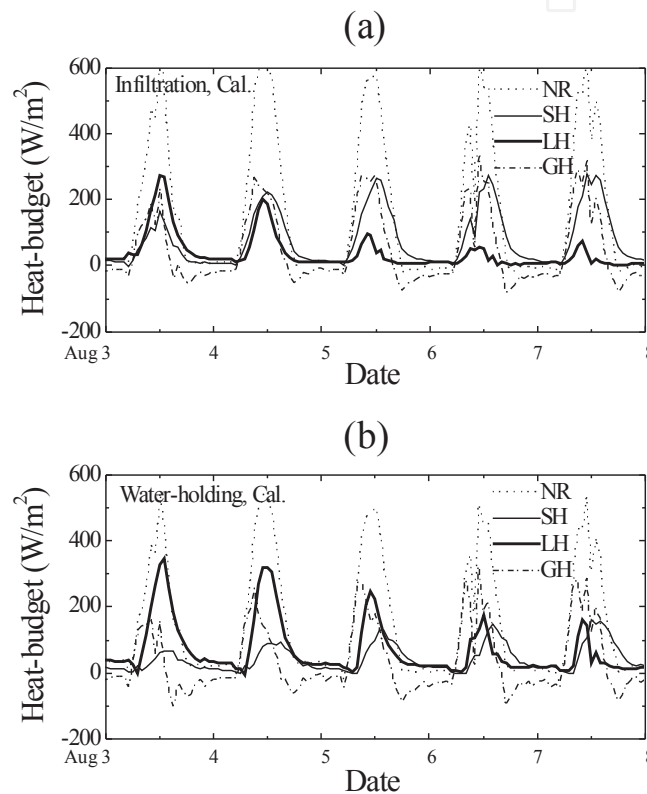 (a)
Infiltration, Cal.
NR
SH
LH
GH
Heat-budget (W/m²)
600
400
200
0
-200
Aug 3
4
5
6
7
8
Date
(b)
Water-holding, Cal.
NR
SH
LH
GH
Heat-budget (W/m²)
600
400
200
0
-200
Aug 3
4
5
6
7
8
Date